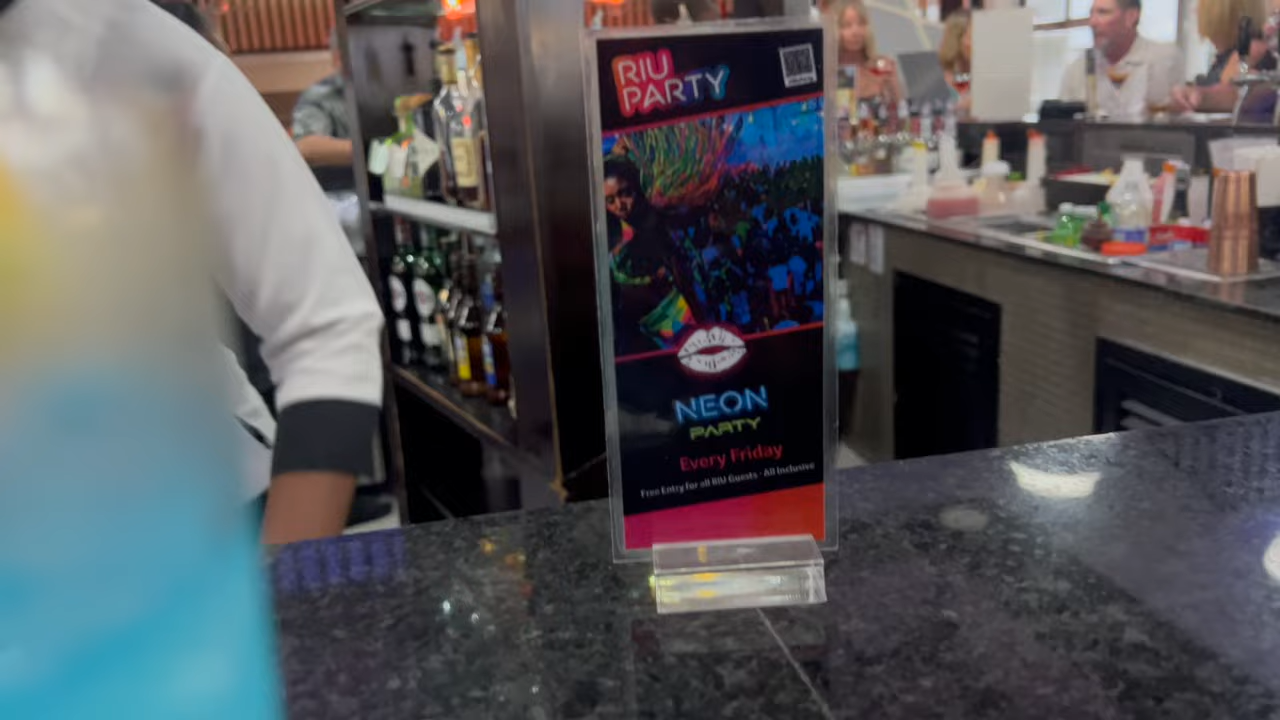 RIU
PARTY
NEON
PARTY
Every Friday
Free Entry for all RIU Guests - All Inclusive